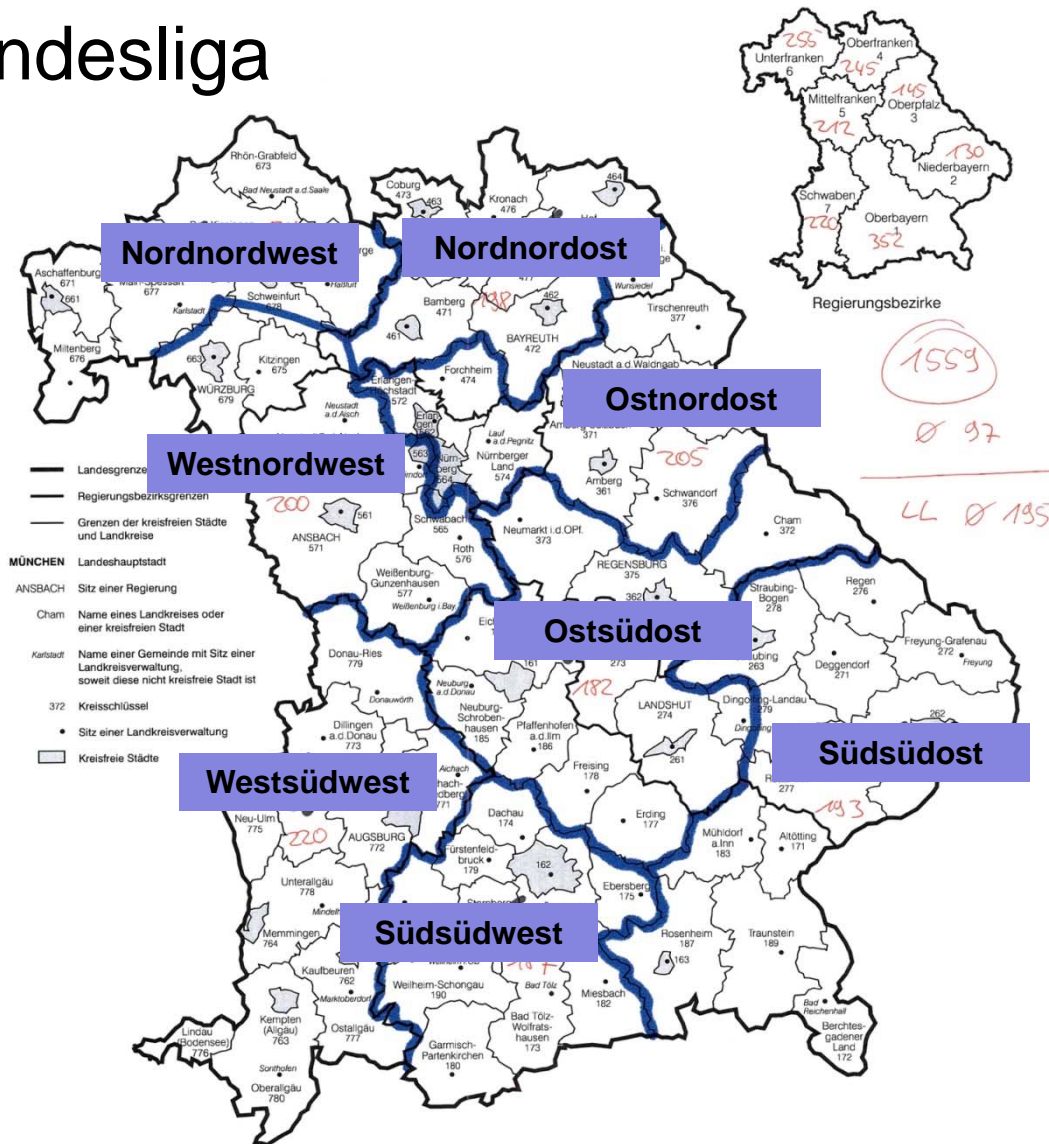 ndesliga
255
Unterfranken
6
Oberfranken
4
245
145
Oberpfalz
3
Mittelfranken
5
212
130
Niederbayern
2
Schwaben
7
220
Oberbayern
352
Regierungsbezirke
1559
Ø 97
LL Ø 195
Rhön-Grabfeld
673
Bad Neustadt a.d.Saale
Coburg
473
463
Kronach
476
464
Nordnordwest
Nordnordost
Aschaffenburg
671
661
677
Karlstadt
Schweinfurt
Haßfurt
Bamberg
471
461
198
462
BAYREUTH
472
Wunsiedel
Tirschenreuth
377
Miltenberg
676
663
WÜRZBURG
679
Kitzingen
675
Forchheim
474
572
Neustadt
a.d.Aisch
Neustadt a.d.Waldnaab
Ostnordost
371
Amberg
361
205
Schwandorf
376
Westnordwest
563
564
Lauf
a.d.Pegnitz
Nürnberger
Land
574
200
561
ANSBACH
571
Schwabach
565
Roth
576
Neumarkt i.d.OPf.
373
Cham
372
Weißenburg-
Gunzenhausen
577
Weißenburg i.Bay.
REGENSBURG
375
362
Straubing-
Bogen
278
Regen
276
Landesgrenze
Regierungsbezirksgrenzen
Grenzen der kreisfreien Städte
und Landkreise
MÜNCHEN Landeshauptstadt
ANSBACH Sitz einer Regierung
Cham Name eines Landkreises oder
einer kreisfreien Stadt
Karlstadt Name einer Gemeinde mit Sitz einer
Landkreisverwaltung,
soweit diese nicht kreisfreie Stadt ist
372 Kreisschlüssel
Sitz einer Landkreisverwaltung
Kreisfreie Städte
Ostsüdost
161
273
263
Freyung-Grafenau
272
Freyung
Deggendorf
271
Donau-Ries
779
Donauwörth
Neuburg
a.d.Donau
Neuburg-
Schroben-
hausen
185
Pfaffenhofen
a.d.Ilm
186
182
LANDSHUT
274
261
Dingolfing-Landau
279
262
Dillingen
a.d.Donau
773
Westsüdwest
Aichach
771
Freising
178
Südsüdost
277
193
Neu-Ulm
775
220
AUGSBURG
772
Dachau
174
Erding
177
Mühldorf
a.Inn
183
Altötting
171
Fürstenfeld-
bruck
179
162
Ebersberg
175
Unterallgäu
778
Memmingen
764
Südsüdwest
Rosenheim
187
163
Traunstein
189
Kaufbeuren
762
Marktoberdorf
Weilheim-Schongau
190
Bad Tölz
Miesbach
182
Bad
Reichenhall
Berchtes-
gadener
Land
172
Lindau
(Bodensee)
776
Kempten
(Allgäu)
763
Ostallgäu
777
Bad Tölz-
Wolfrats-
hausen
173
Garmisch-
Partenkirchen
180
Sonthofen
Oberallgäu
780